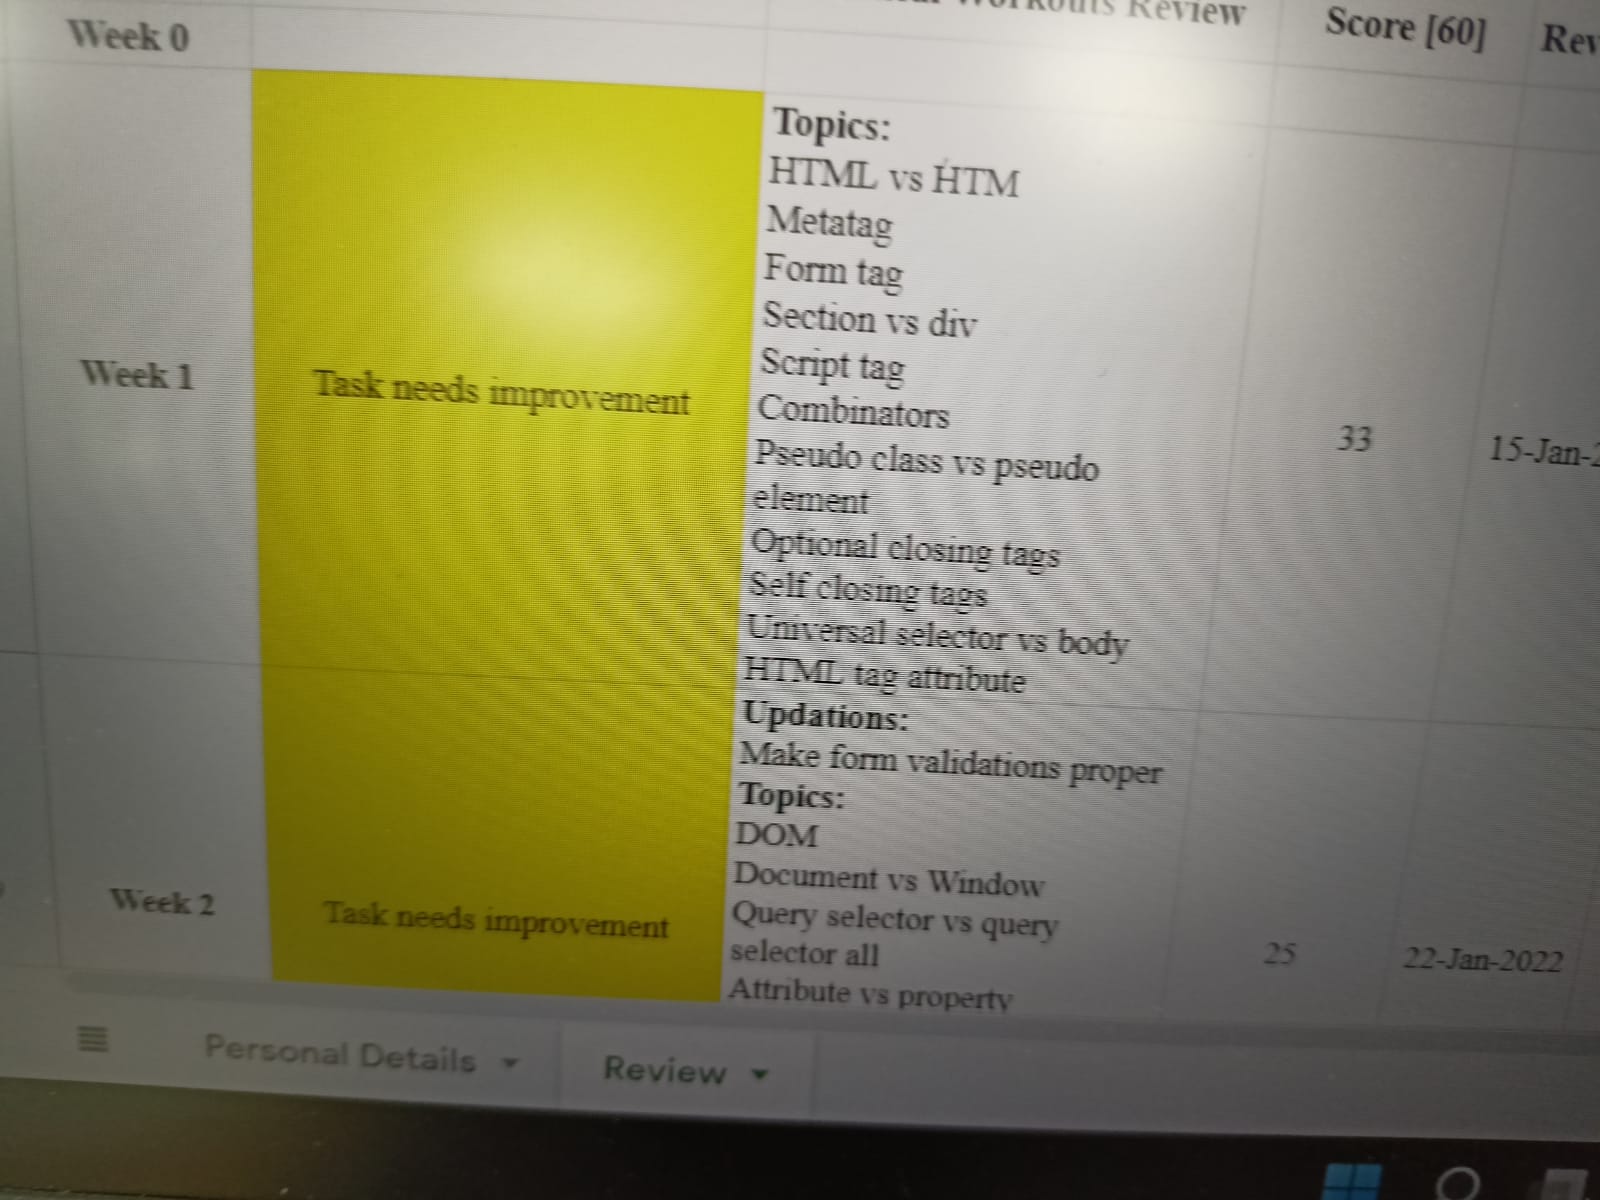 Workouts Review
Score [60]
Week 0
Topics:
HTML vs HTM
Metatag
Form tag
Section vs div
Script tag
Combinators
Pseudo class vs pseudo
element
Optional closing tags
Self closing tags
Universal selector vs body
HTML tag attribute
Week 1
Task needs improvement
33
15-Jan-2
Updations:
Make form validations proper
Topics:
DOM
Document vs Window
Query selector vs query
selector all
Attribute vs property
Week 2
Task needs improvement
25
22-Jan-2022
Personal Details
Review